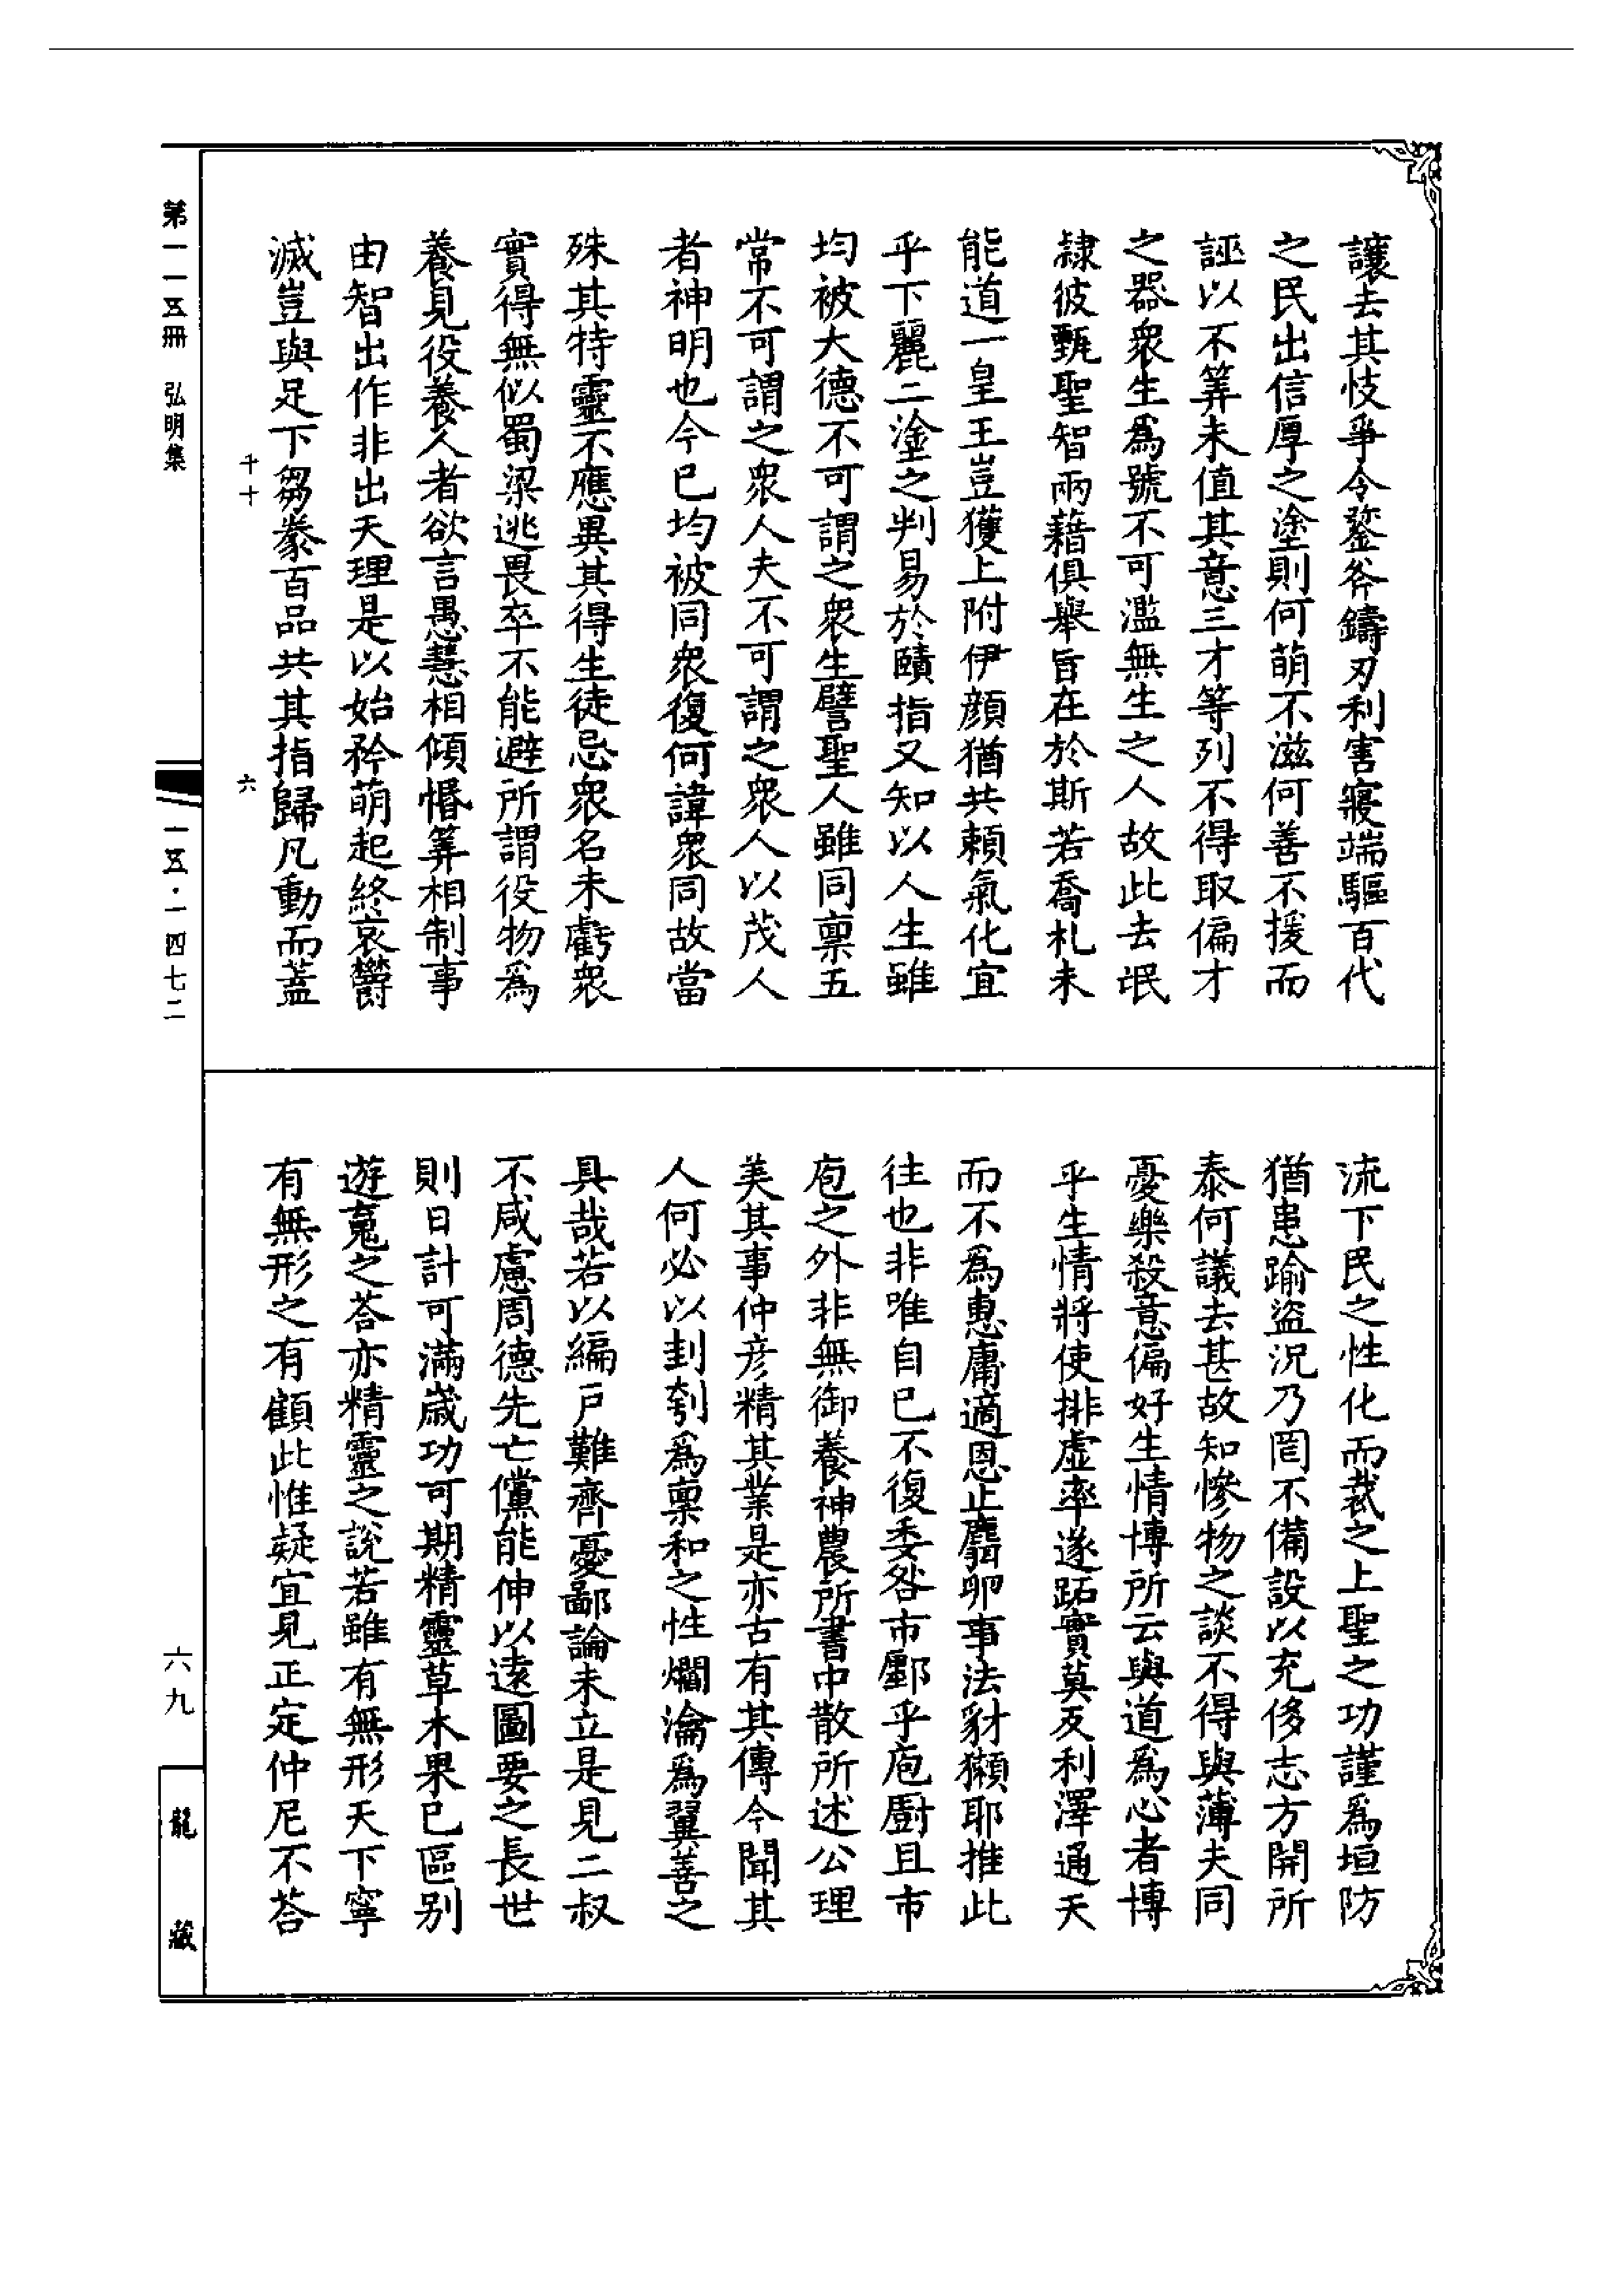 讓去其忮爭令鍪斧鑄刃利害寢端驅百代
之民出信厚之塗則何萌不滋何善不援而
誣以不筭未值其意三才等列不得取偏才
之器衆生爲號不可濫無生之人故此去氓
隷彼甄聖智兩藉俱舉旨在於斯若喬札未
能道一皇王豈獲上附伊顔猶共頼氣化宜
乎下麗二塗之判易於賾指又知以人生雖
均被大德不可謂之衆生譬聖人雖同稟五
常不可謂之衆人夫不可謂之衆人以茂人
者神明也今已均被同衆復何諱衆同故當
殊其特靈不應異其得生徒忌衆名未虧衆
實得無似蜀梁逃畏卒不能避所謂役物爲
養見役養人者欲言愚慧相傾惛筭相制事
由智出作非出天理是以始矜萌起終哀鬱
滅豈與足下芻豢百品共其指歸凡動而蓋
流下民之性化而裁之上聖之功謹爲垣防
猶患踰盜況乃罔不備設以充侈志方開所
泰何議去甚故知慘物之談不得與薄夫同
憂樂殺意偏好生情博所云與道爲心者博
乎生情將使排虚率遂跖實莫反利澤通天
而不爲惠庸適恩止麛卵事法豺獺耶推此
往也非唯自已不復委咎市鄽乎庖廚且市
庖之外非無御養神農所書中散所述公理
美其事仲彦精其業是亦古有其傳今聞其
人何必以刲刳爲稟和之性爓瀹爲翼善之
具哉若以編戸難齊憂鄙論未立是見二叔
不咸慮周德先亡儻能伸以遠圖要之長世
則日計可滿歲功可期精靈草木果已區别
遊䰟之荅亦精靈之說若雖有無形天下寧
有無形之有顧此惟疑宜見正定仲尼不荅
千十
六
第一一五冊　弘明集
一五·一四七二
六九
龍藏